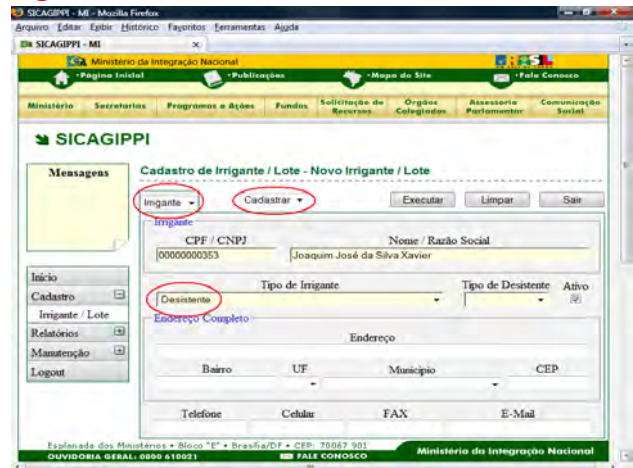 SICAGIPPI - MI - Mozilla Firefox
Arquivo Editar Exibir Histórico Favoritos Ferramentas Ajuda
SICAGIPPI - MI ×
Ministério da Integração Nacional
•Página Inicial •Publicações •Mapa do Site •Fale Conosco
Ministério Secretarias Programas e Ações Fundos Solicitação de Recursos Órgãos Colegiados Assessoria Parlamentar Comunicação Social
SICAGIPPI
Mensagens
Cadastro de Irrigante / Lote - Novo Irrigante / Lote
Irrigante Cadastrar Executar Limpar Sair
Irrigante
CPF / CNPJ Nome / Razão Social
00000000353 Joaquim José da Silva Xavier
Tipo de Irrigante Tipo de Desistente Ativo
Desistente
Endereço Completo
Endereço
Bairro UF Município CEP
Telefone Celular FAX E-Mail
Início
Cadastro
Irrigante / Lote
Relatórios
Manutenção
Logout
Esplanada dos Ministérios • Bloco "E" • Brasília/DF • CEP: 70067 901
OUVIDORIA GERAL: 0800 610021 FALE CONOSCO
Ministério da Integração Nacional